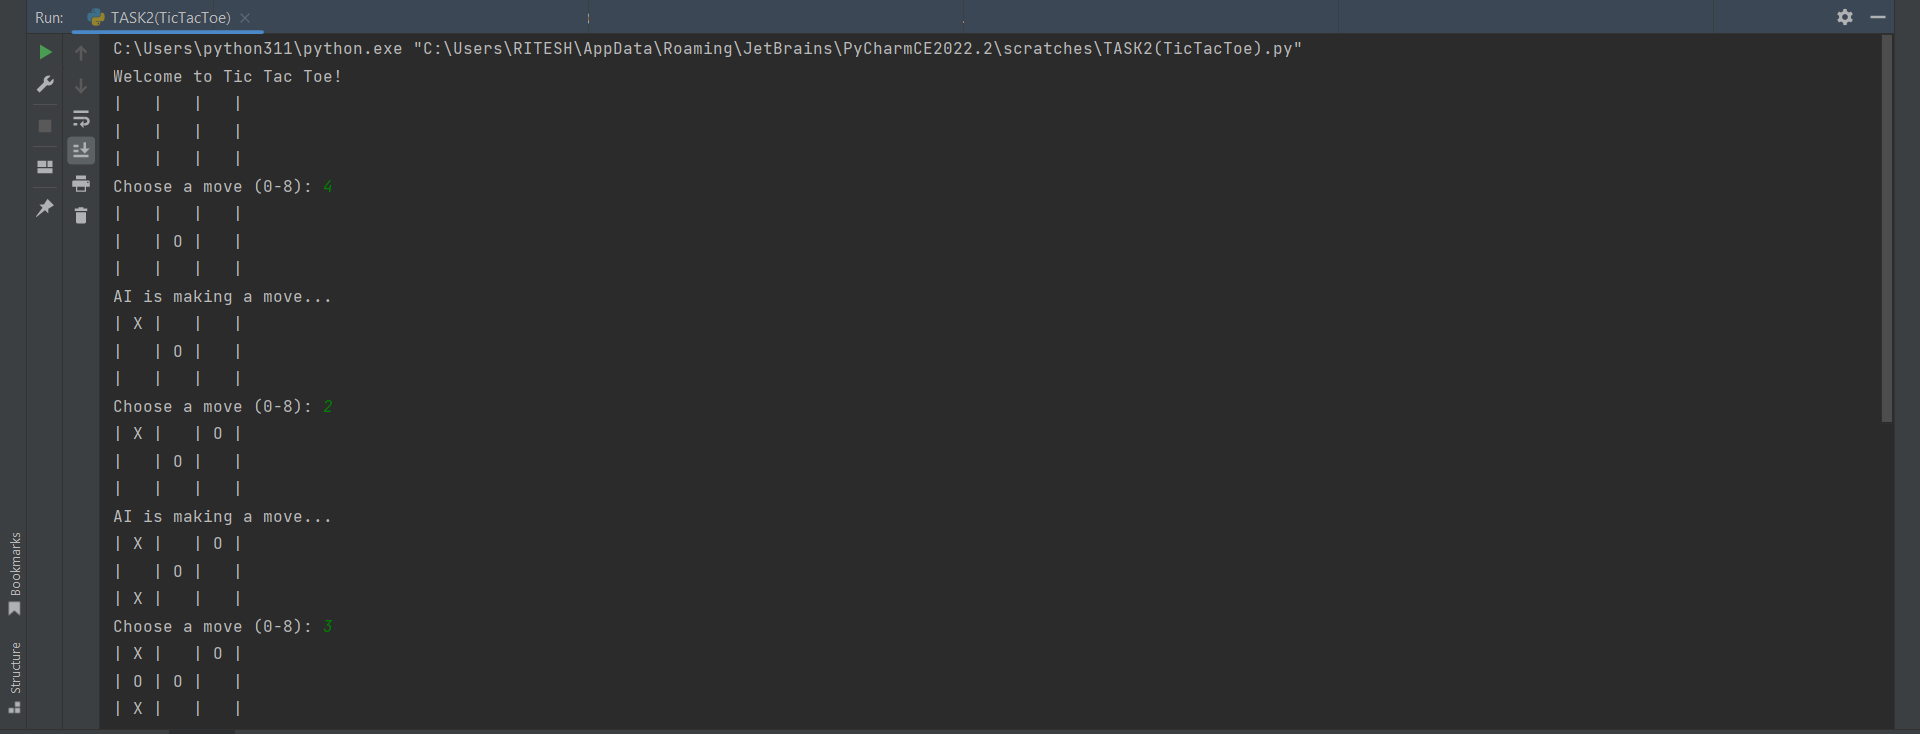 Run: TASK2(TicTacToe)
C:\Users\python311\python.exe "C:\Users\RITESH\AppData\Roaming\JetBrains\PyCharmCE2022.2\scratches\TASK2(TicTacToe).py"
Welcome to Tic Tac Toe!
|   |   |   |
|   |   |   |
|   |   |   |
Choose a move (0-8): 4
|   |   |   |
|   | O |   |
|   |   |   |
AI is making a move...
| X |   |   |
|   | O |   |
|   |   |   |
Choose a move (0-8): 2
| X |   | O |
|   | O |   |
|   |   |   |
AI is making a move...
| X |   | O |
|   | O |   |
| X |   |   |
Choose a move (0-8): 3
| X |   | O |
| O | O |   |
| X |   |   |
Bookmarks
Structure